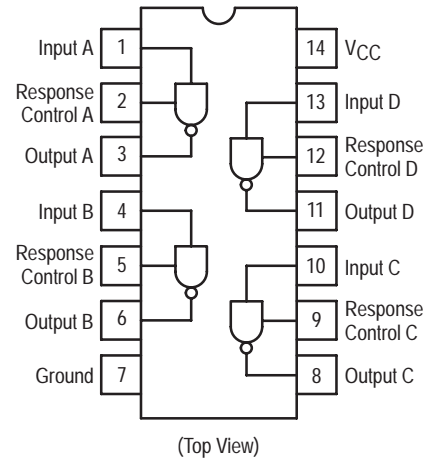 Input A 1
Response
Control A 2
Output A 3
Input B 4
Response
Control B 5
Output B 6
Ground 7
14 VCC
13 Input D
12 Response
Control D
11 Output D
10 Input C
9 Response
Control C
8 Output C
(Top View)